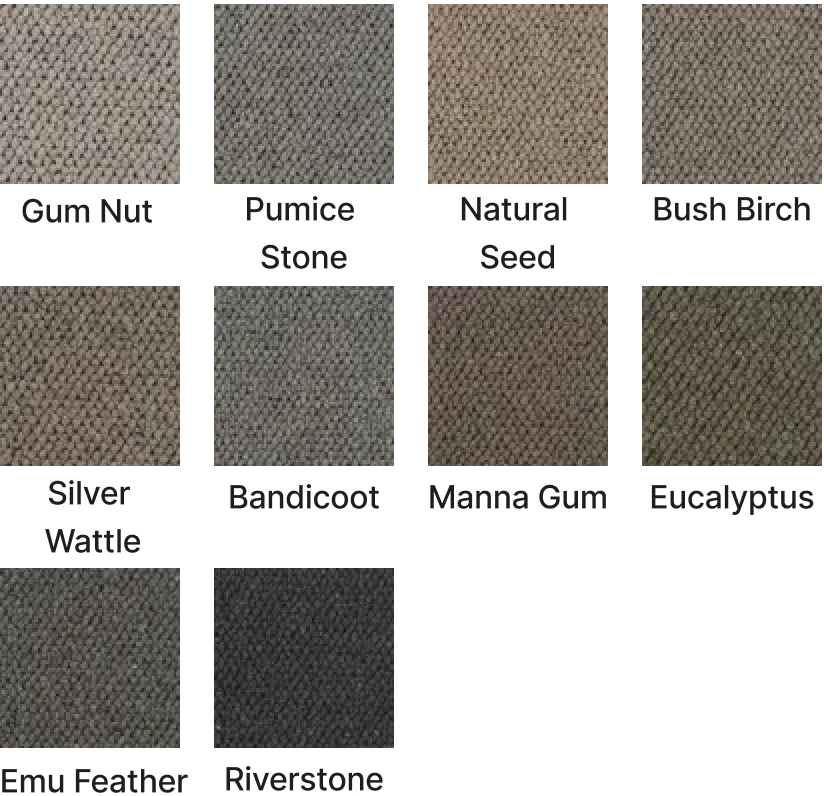 Gum Nut
Pumice
Stone
Natural
Seed
Bush Birch
Silver
Wattle
Bandicoot
Manna Gum
Eucalyptus
Emu Feather
Riverstone